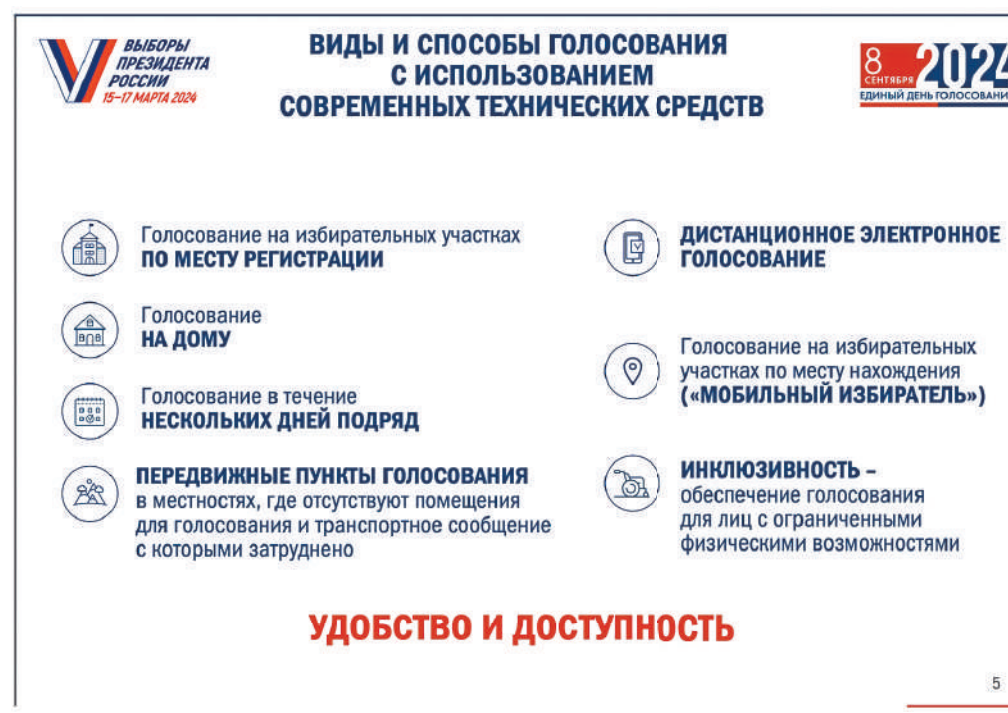 ВЫБОРЫ
ПРЕЗИДЕНТА
РОССИИ
15–17 МАРТА 2024
ВИДЫ И СПОСОБЫ ГОЛОСОВАНИЯ
С ИСПОЛЬЗОВАНИЕМ
СОВРЕМЕННЫХ ТЕХНИЧЕСКИХ СРЕДСТВ
8
СЕНТЯБРЯ
2024
ЕДИНЫЙ ДЕНЬ ГОЛОСОВАНИ
Голосование на избирательных участках
ПО МЕСТУ РЕГИСТРАЦИИ
Голосование
НА ДОМУ
Голосование в течение
НЕСКОЛЬКИХ ДНЕЙ ПОДРЯД
ПЕРЕДВИЖНЫЕ ПУНКТЫ ГОЛОСОВАНИЯ
в местностях, где отсутствуют помещения
для голосования и транспортное сообщение
с которыми затруднено
ДИСТАНЦИОННОЕ ЭЛЕКТРОННОЕ
ГОЛОСОВАНИЕ
Голосование на избирательных
участках по месту нахождения
(«МОБИЛЬНЫЙ ИЗБИРАТЕЛЬ»)
ИНКЛЮЗИВНОСТЬ –
обеспечение голосования
для лиц с ограниченными
физическими возможностями
УДОБСТВО И ДОСТУПНОСТЬ
5